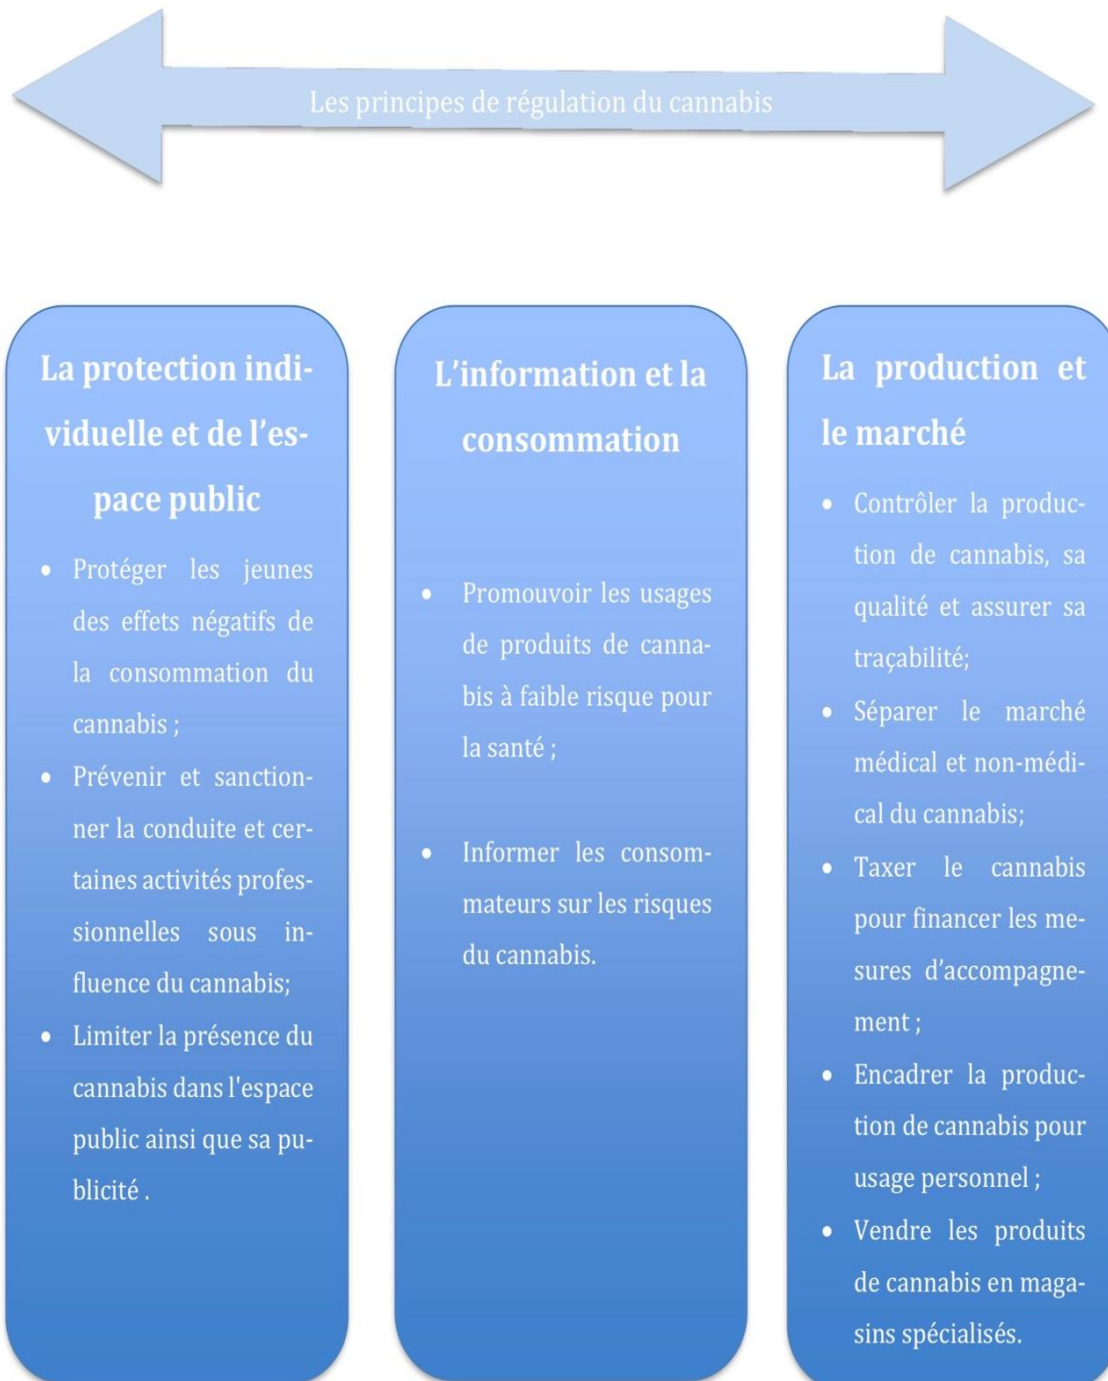 Les principes de régulation du cannabis
La protection indi-
viduelle et de l'es-
pace public
• Protéger les jeunes
des effets négatifs de
la consommation du
cannabis ;
• Prévenir et sanction-
ner la conduite et cer-
taines activités profes-
sionnelles sous in-
fluence du cannabis;
• Limiter la présence du
cannabis dans l'espace
public ainsi que sa pu-
blicité .
L'information et la
consommation
• Promouvoir les usages
de produits de canna-
bis à faible risque pour
la santé ;
• Informer les consom-
mateurs sur les risques
du cannabis.
La production et
le marché
• Contrôler la produc-
tion de cannabis, sa
qualité et assurer sa
traçabilité;
• Séparer le marché
médical et non-médi-
cal du cannabis;
• Taxer le cannabis
pour financer les me-
sures d'accompagne-
ment ;
• Encadrer la produc-
tion de cannabis pour
usage personnel ;
• Vendre les produits
de cannabis en maga-
sins spécialisés.